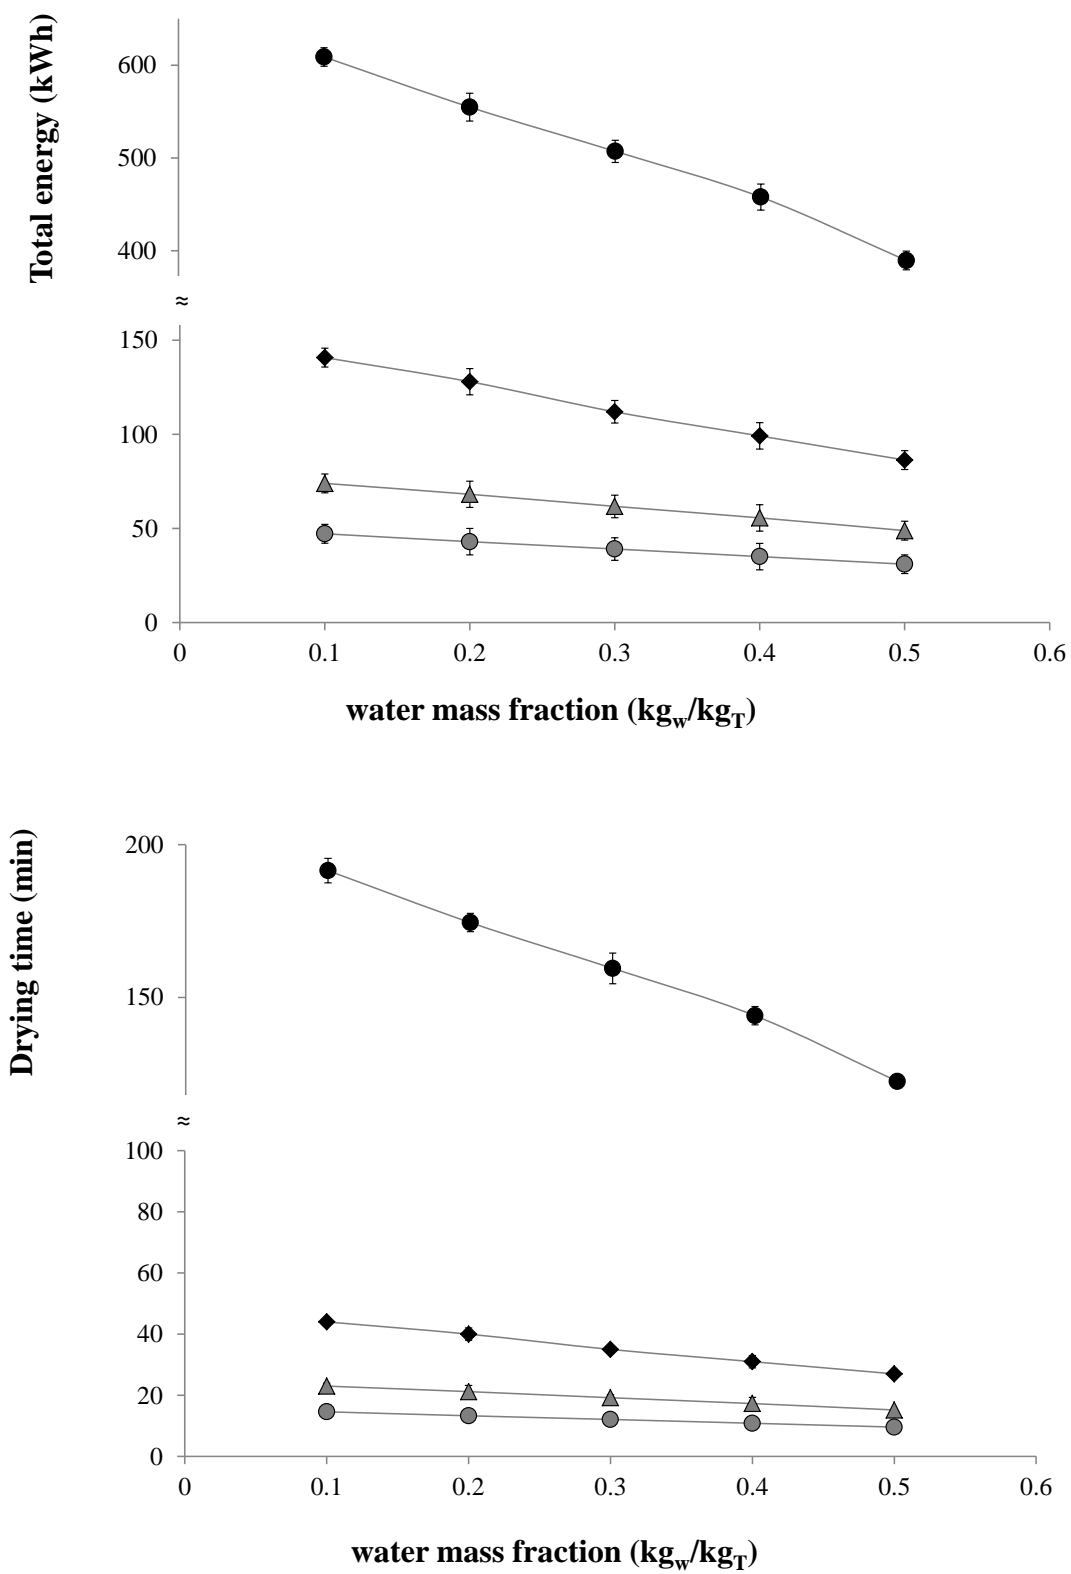 Total energy (kWh)
600
500
400
≈
150
100
50
0
0 0.1 0.2 0.3 0.4 0.5 0.6
water mass fraction (kgw/kgT)
Drying time (min)
200
150
≈
100
80
60
40
20
0
0 0.1 0.2 0.3 0.4 0.5 0.6
water mass fraction (kgw/kgT)